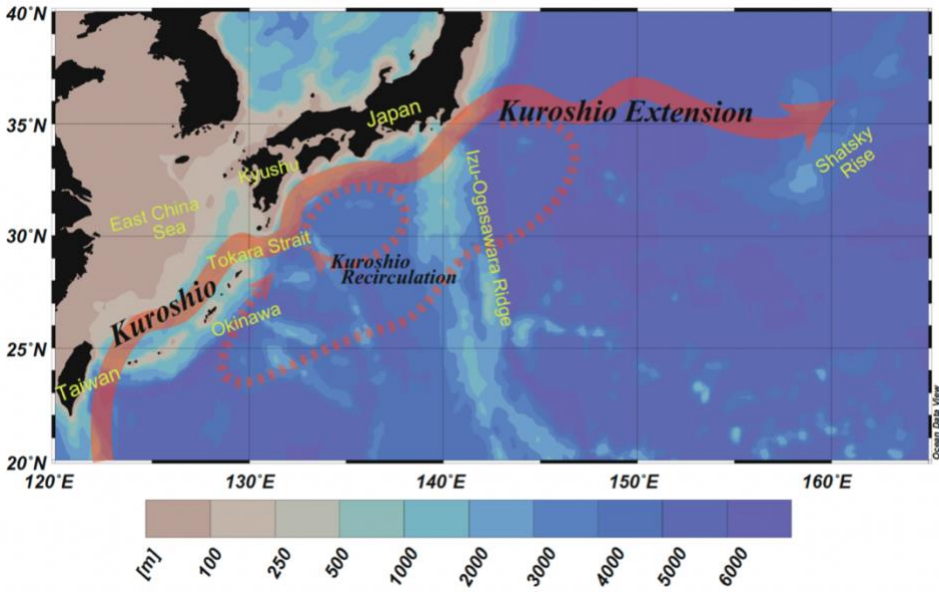 40°N
35°N
30°N
25°N
20°N
120°E
130°E
140°E
150°E
160°E
Japan
Kuroshio Extension
Shatsky
Rise
Kyushu
East China
Sea
Tokara Strait
Izu-Ogasawara Ridge
Kuroshio
Recirculation
Kuroshio
Okinawa
Taiwan
Ocean Data View
[m]
100
250
500
1000
2000
3000
4000
5000
6000